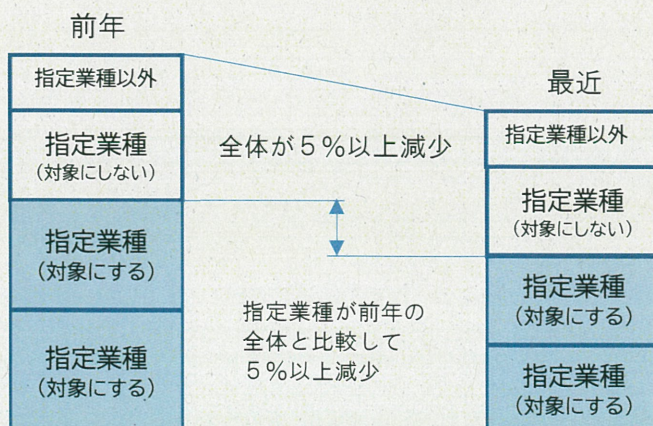 前年
指定業種以外
指定業種
(対象にしない)
指定業種
(対象にする)
指定業種
(対象にする)
全体が5%以上減少
指定業種が前年の
全体と比較して
5%以上減少
最近
指定業種以外
指定業種
(対象にしない)
指定業種
(対象にする)
指定業種
(対象にする)